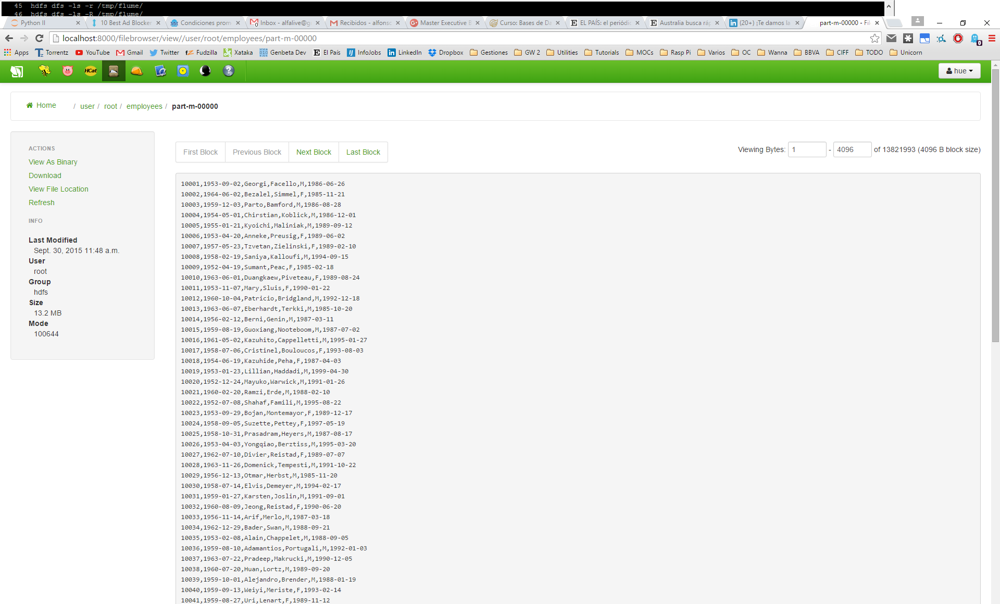 45 hdfs dfs -ls -r /tmp/flume/
46 hdfs dfs -ls -R /tmp/flume/
Python II 10 Best Ad Blocker Condiciones prom Inbox - alfalive@g Recibidos - alfonsc Master Executive B Curso: Bases de Da EL PAÍS: el periódic Australia busca ráp (20+) ¡Te damos la part-m-00000 - Fil
localhost:8000/filebrowser/view//user/root/employees/part-m-00000
0
Apps Torrentz YouTube Gmail Twitter Fudzilla Xataka Genbeta Dev El País InfoJobs LinkedIn Dropbox Gestiones GW 2 Utilities Tutorials MOCs Rasp Pi Varios OC Wanna BBVA CIFF TODO Unicorn
HCat hue
Home / user / root / employees / part-m-00000
ACTIONS
View As Binary
Download
View File Location
Refresh
INFO
Last Modified
Sept. 30, 2015 11:48 a.m.
User
root
Group
hdfs
Size
13.2 MB
Mode
100644
First Block Previous Block Next Block Last Block
Viewing Bytes: 1 - 4096 of 13821993 (4096 B block size)
10001,1953-09-02,Georgi,Facello,M,1986-06-26
10002,1964-06-02,Bezalel,Simmel,F,1985-11-21
10003,1959-12-03,Parto,Bamford,M,1986-08-28
10004,1954-05-01,Chirstian,Koblick,M,1986-12-01
10005,1955-01-21,Kyoichi,Maliniak,M,1989-09-12
10006,1953-04-20,Anneke,Preusig,F,1989-06-02
10007,1957-05-23,Tzvetan,Zielinski,F,1989-02-10
10008,1958-02-19,Saniya,Kalloufi,M,1994-09-15
10009,1952-04-19,Sumant,Peac,F,1985-02-18
10010,1963-06-01,Duangkaew,Piveteau,F,1989-08-24
10011,1953-11-07,Mary,Sluis,F,1990-01-22
10012,1960-10-04,Patricio,Bridgland,M,1992-12-18
10013,1963-06-07,Eberhardt,Terkki,M,1985-10-20
10014,1956-02-12,Berni,Genin,M,1987-03-11
10015,1959-08-19,Guoxiang,Nooteboom,M,1987-07-02
10016,1961-05-02,Kazuhito,Cappelletti,M,1995-01-27
10017,1958-07-06,Cristinel,Bouloucos,F,1993-08-03
10018,1954-06-19,Kazuhide,Peha,F,1987-04-03
10019,1953-01-23,Lillian,Haddadi,M,1999-04-30
10020,1952-12-24,Mayuko,Warwick,M,1991-01-26
10021,1960-02-20,Ramzi,Erde,M,1988-02-10
10022,1952-07-08,Shahaf,Famili,M,1995-08-22
10023,1953-09-29,Bojan,Montemayor,F,1989-12-17
10024,1958-09-05,Suzette,Pettey,F,1997-05-19
10025,1958-10-31,Prasadram,Heyers,M,1987-08-17
10026,1953-04-03,Yongqiao,Berztiss,M,1995-03-20
10027,1962-07-10,Divier,Reistad,F,1989-07-07
10028,1963-11-26,Domenick,Tempesti,M,1991-10-22
10029,1956-12-13,Otmar,Herbst,M,1985-11-20
10030,1958-07-14,Elvis,Demeyer,M,1994-02-17
10031,1959-01-27,Karsten,Joslin,M,1991-09-01
10032,1960-08-09,Jeong,Reistad,F,1990-06-20
10033,1956-11-14,Arif,Merlo,M,1987-03-18
10034,1962-12-29,Bader,Swan,M,1988-09-21
10035,1953-02-08,Alain,Chappelet,M,1988-09-05
10036,1959-08-10,Adamantios,Portugali,M,1992-01-03
10037,1963-07-22,Pradeep,Makrucki,M,1990-12-05
10038,1960-07-20,Huan,Lortz,M,1989-09-20
10039,1959-10-01,Alejandro,Brender,M,1988-01-19
10040,1959-09-13,Weiyi,Meriste,F,1993-02-14
10041,1959-08-27,Uri,Lenart,F,1989-11-12